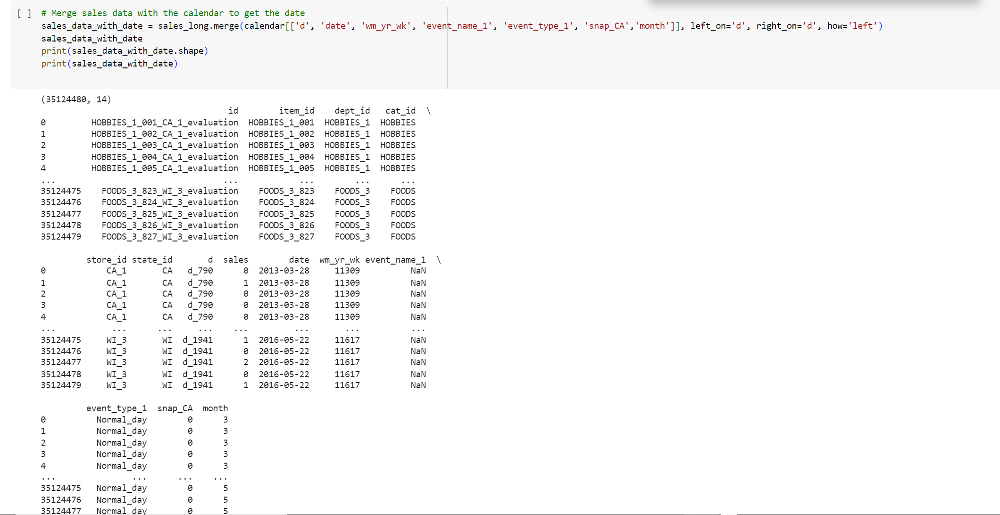 [ ] # Merge sales data with the calendar to get the date
sales_data_with_date = sales_long.merge(calendar[['d', 'date', 'wm_yr_wk', 'event_name_1', 'event_type_1', 'snap_CA','month']], left_on='d', right_on='d', how='left')
sales_data_with_date
print(sales_data_with_date.shape)
print(sales_data_with_date)
(35124480, 14)
id item_id dept_id cat_id \
0 HOBBIES_1_001_CA_1_evaluation HOBBIES_1_001 HOBBIES_1 HOBBIES
1 HOBBIES_1_002_CA_1_evaluation HOBBIES_1_002 HOBBIES_1 HOBBIES
2 HOBBIES_1_003_CA_1_evaluation HOBBIES_1_003 HOBBIES_1 HOBBIES
3 HOBBIES_1_004_CA_1_evaluation HOBBIES_1_004 HOBBIES_1 HOBBIES
4 HOBBIES_1_005_CA_1_evaluation HOBBIES_1_005 HOBBIES_1 HOBBIES
... ... ... ... ...
35124475 FOODS_3_823_WI_3_evaluation FOODS_3_823 FOODS_3 FOODS
35124476 FOODS_3_824_WI_3_evaluation FOODS_3_824 FOODS_3 FOODS
35124477 FOODS_3_825_WI_3_evaluation FOODS_3_825 FOODS_3 FOODS
35124478 FOODS_3_826_WI_3_evaluation FOODS_3_826 FOODS_3 FOODS
35124479 FOODS_3_827_WI_3_evaluation FOODS_3_827 FOODS_3 FOODS
store_id state_id d sales date wm_yr_wk event_name_1 \
0 CA_1 CA d_790 0 2013-03-28 11309 NaN
1 CA_1 CA d_790 1 2013-03-28 11309 NaN
2 CA_1 CA d_790 0 2013-03-28 11309 NaN
3 CA_1 CA d_790 0 2013-03-28 11309 NaN
4 CA_1 CA d_790 0 2013-03-28 11309 NaN
... ... ... ... ... ... ... ...
35124475 WI_3 WI d_1941 1 2016-05-22 11617 NaN
35124476 WI_3 WI d_1941 0 2016-05-22 11617 NaN
35124477 WI_3 WI d_1941 2 2016-05-22 11617 NaN
35124478 WI_3 WI d_1941 0 2016-05-22 11617 NaN
35124479 WI_3 WI d_1941 1 2016-05-22 11617 NaN
event_type_1 snap_CA month
0 Normal_day 0 3
1 Normal_day 0 3
2 Normal_day 0 3
3 Normal_day 0 3
4 Normal_day 0 3
... ... ... ...
35124475 Normal_day 0 5
35124476 Normal_day 0 5
35124477 Normal_day 0 5